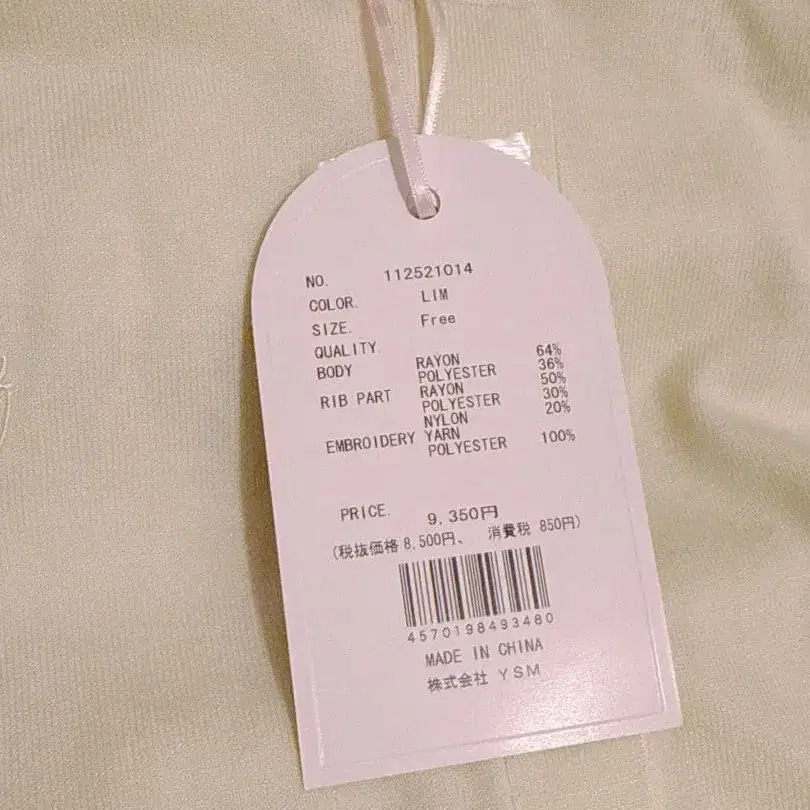 NO. 112521014
COLOR. LIM
SIZE. Free
QUALITY.
BODY RAYON 64%
POLYESTER 36%
RIB PART RAYON 50%
POLYESTER 30%
NYLON 20%
EMBROIDERY YARN
POLYESTER 100%
PRICE. 9,350円
(税抜価格 8,500円、 消費税 850円)
4570198493480
MADE IN CHINA
株式会社 YSM